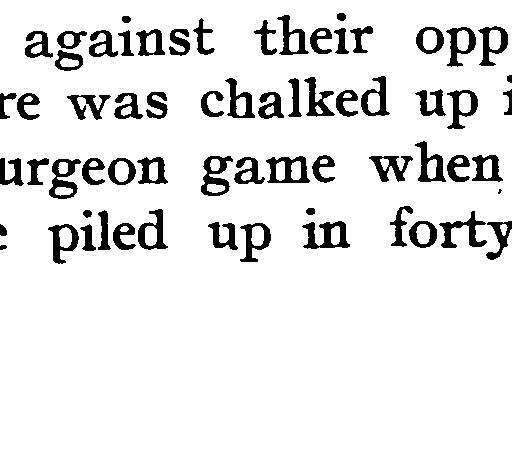 against their opp
re was chalked up i
urgeon game when
e piled up in forty